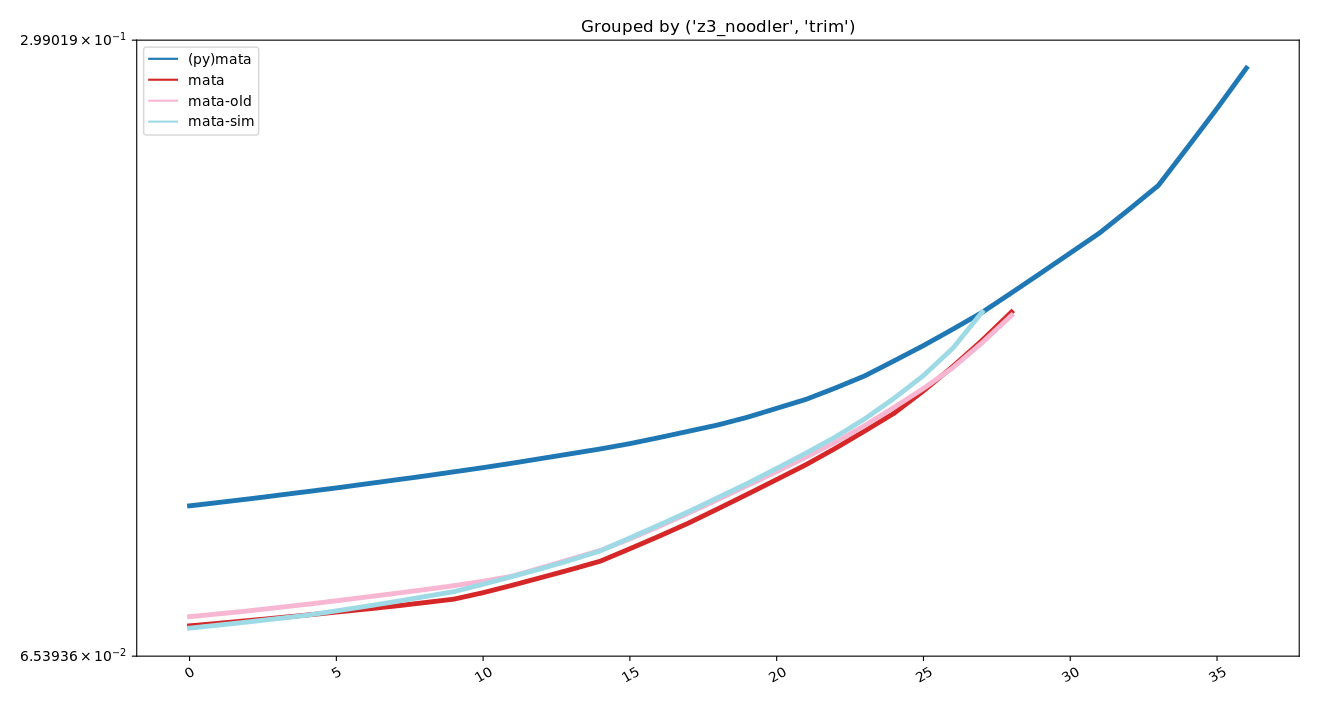 Grouped by ('z3_noodler', 'trim')
2.99019 × 10⁻¹
(py)mata
mata
mata-old
mata-sim
6.53936 × 10⁻²
0 5 10 15 20 25 30 35